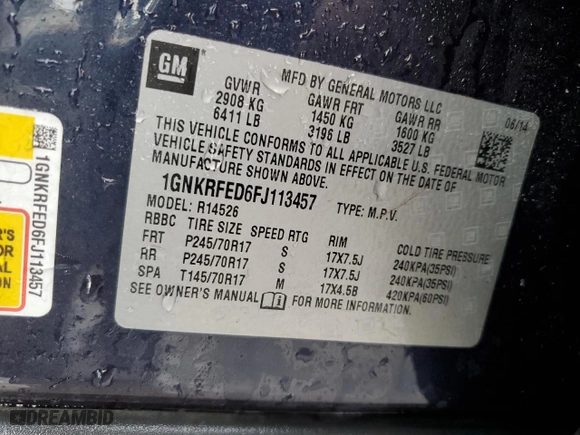 GM
MFD BY GENERAL MOTORS LLC
GVWR GAWR FRT GAWR RR 06/14
2908 KG 1450 KG 1600 KG
6411 LB 3196 LB 3527 LB
THIS VEHICLE CONFORMS TO ALL APPLICABLE U.S. FEDERAL MOTOR
VEHICLE SAFETY STANDARDS IN EFFECT ON THE DATE OF
MANUFACTURE SHOWN ABOVE.
1GNKRFED6FJ113457 TYPE: M.P.V.
MODEL: R14526
RBBC TIRE SIZE SPEED RTG RIM COLD TIRE PRESSURE
FRT P245/70R17 S 17X7.5J 240KPA(35PSI)
RR P245/70R17 S 17X7.5J 240KPA(35PSI)
SPA T145/70R17 M 17X4.5B 420KPA(60PSI)
SEE OWNER'S MANUAL FOR MORE INFORMATION.
1GNKRFED6FJ113457
DREAMBID